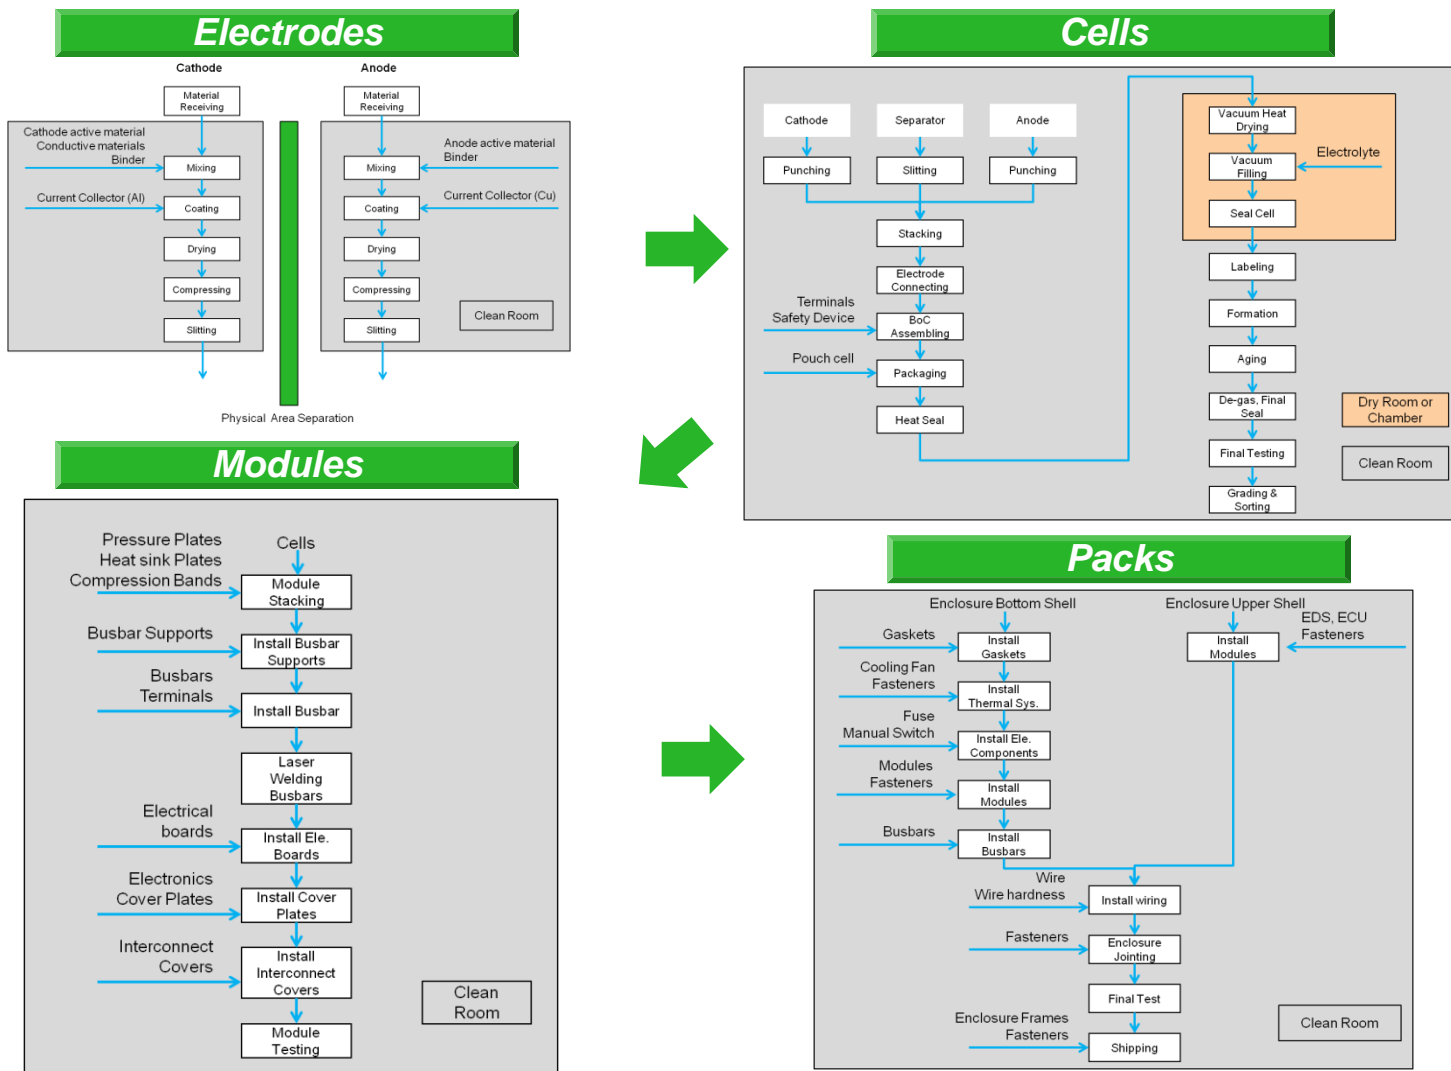 Electrodes
Cathode
Anode
Material
Receiving
Material
Receiving
Cathode active material
Conductive materials
Binder
Anode active material
Binder
Mixing
Mixing
Current Collector (Al)
Current Collector (Cu)
Coating
Coating
Drying
Drying
Compressing
Compressing
Slitting
Slitting
Clean Room
Physical Area Separation
Cells
Cathode
Separator
Anode
Punching
Slitting
Punching
Stacking
Electrode
Connecting
Terminals
Safety Device
BoC
Assembling
Pouch cell
Packaging
Heat Seal
Vacuum Heat
Drying
Vacuum
Filling
Electrolyte
Seal Cell
Labeling
Formation
Aging
De-gas, Final
Seal
Final Testing
Grading &
Sorting
Dry Room or
Chamber
Clean Room
Modules
Pressure Plates
Heat sink Plates
Compression Bands
Cells
Module
Stacking
Busbar Supports
Install Busbar
Supports
Busbars
Terminals
Install Busbar
Laser
Welding
Busbars
Electrical
boards
Install Ele.
Boards
Electronics
Cover Plates
Install Cover
Plates
Interconnect
Covers
Install
Interconnect
Covers
Module
Testing
Clean
Room
Packs
Enclosure Bottom Shell
Enclosure Upper Shell
Gaskets
Install
Gaskets
Install
Modules
EDS, ECU
Fasteners
Cooling Fan
Fasteners
Install
Thermal Sys.
Fuse
Manual Switch
Install Ele.
Components
Modules
Fasteners
Install
Modules
Busbars
Install
Busbars
Wire
Wire hardness
Install wiring
Fasteners
Enclosure
Jointing
Final Test
Enclosure Frames
Fasteners
Shipping
Clean Room